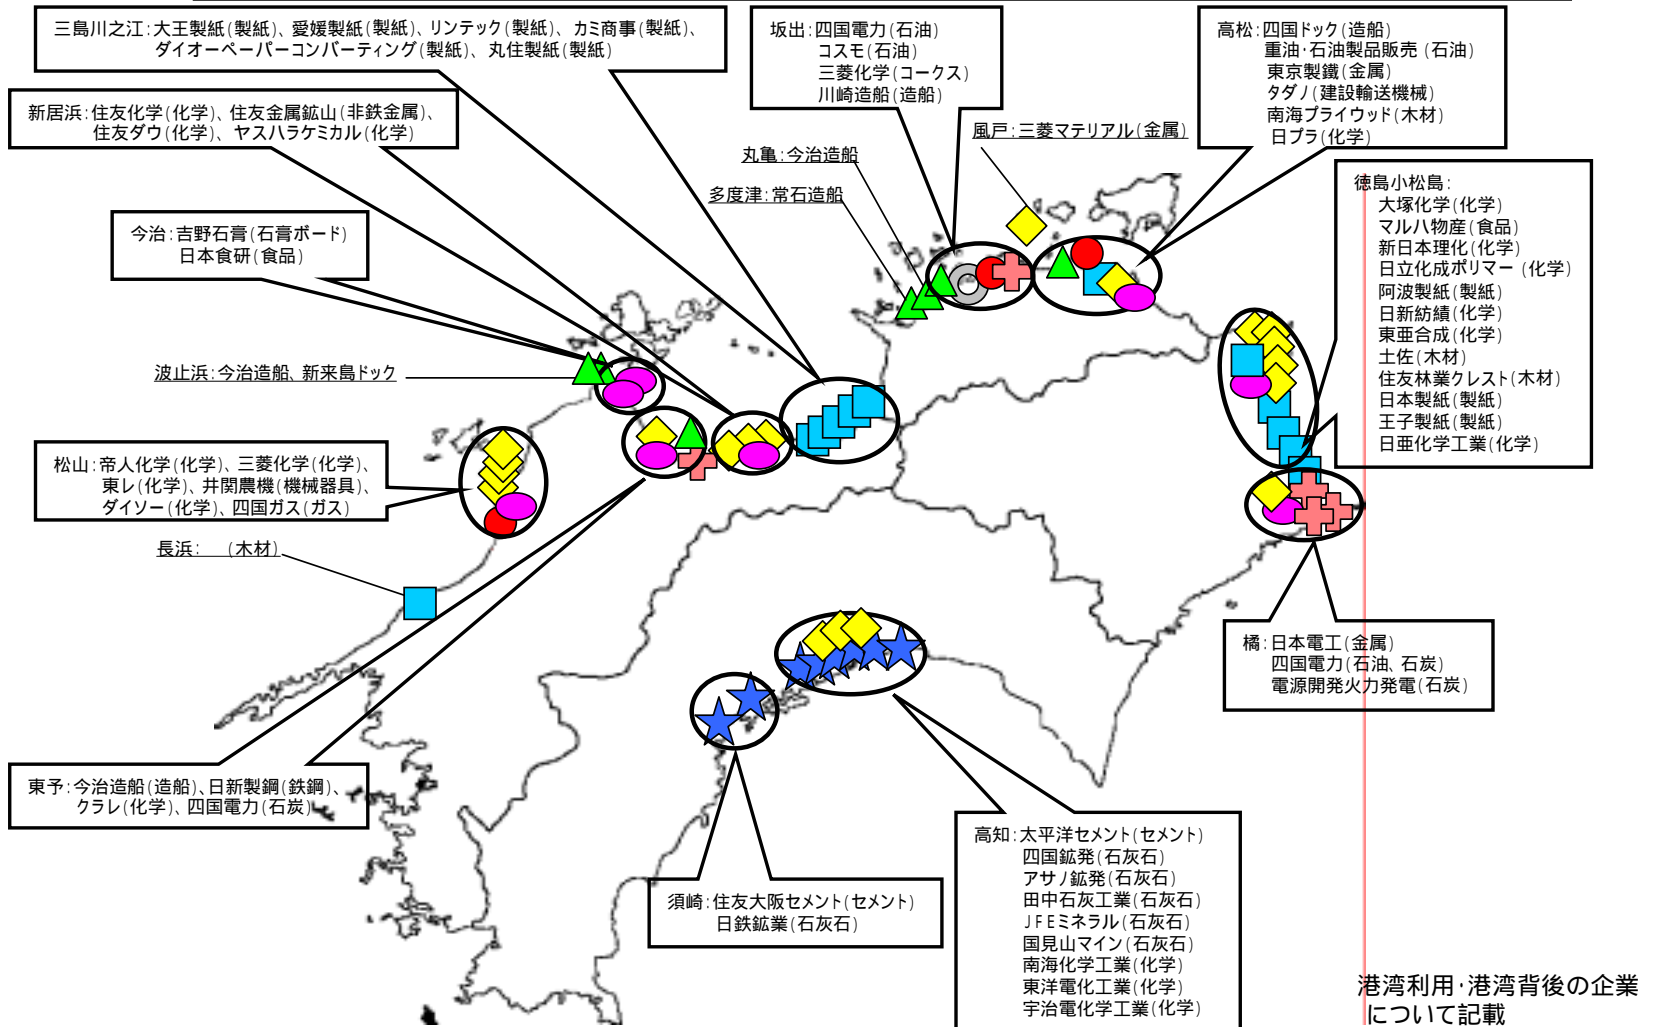 三島川之江:大王製紙(製紙)、愛媛製紙(製紙)、リンテック(製紙)、カミ商事(製紙)、
ダイオーペーパーコンバーティング(製紙)、丸住製紙(製紙)
新居浜:住友化学(化学)、住友金属鉱山(非鉄金属)、
住友ダウ(化学)、ヤスハラケミカル(化学)
今治:吉野石膏(石膏ボード)
日本食研(食品)
波止浜:今治造船、新来島ドック
松山:帝人化学(化学)、三菱化学(化学)、
東レ(化学)、井関農機(機械器具)、
ダイソー(化学)、四国ガス(ガス)
長浜: (木材)
東予:今治造船(造船)、日新製鋼(鉄鋼)、
クラレ(化学)、四国電力(石炭)
坂出:四国電力(石油)
コスモ(石油)
三菱化学(コークス)
川崎造船(造船)
丸亀:今治造船
多度津:常石造船
風戸:三菱マテリアル(金属)
高松:四国ドック(造船)
重油・石油製品販売(石油)
東京製鐵(金属)
タダノ(建設輸送機械)
南海プライウッド(木材)
日プラ(化学)
徳島小松島:
大塚化学(化学)
マルハ物産(食品)
新日本理化(化学)
日立化成ポリマー(化学)
阿波製紙(製紙)
日新紡績(化学)
東亜合成(化学)
土佐(木材)
住友林業クレスト(木材)
日本製紙(製紙)
王子製紙(製紙)
日亜化学工業(化学)
橘:日本電工(金属)
四国電力(石油、石炭)
電源開発火力発電(石炭)
須崎:住友大阪セメント(セメント)
日鉄鉱業(石灰石)
高知:太平洋セメント(セメント)
四国鉱発(石灰石)
アサノ鉱発(石灰石)
田中石灰工業(石灰石)
JFEミネラル(石灰石)
国見山マイン(石灰石)
南海化学工業(化学)
東洋電化工業(化学)
宇治電化学工業(化学)
港湾利用・港湾背後の企業
について記載